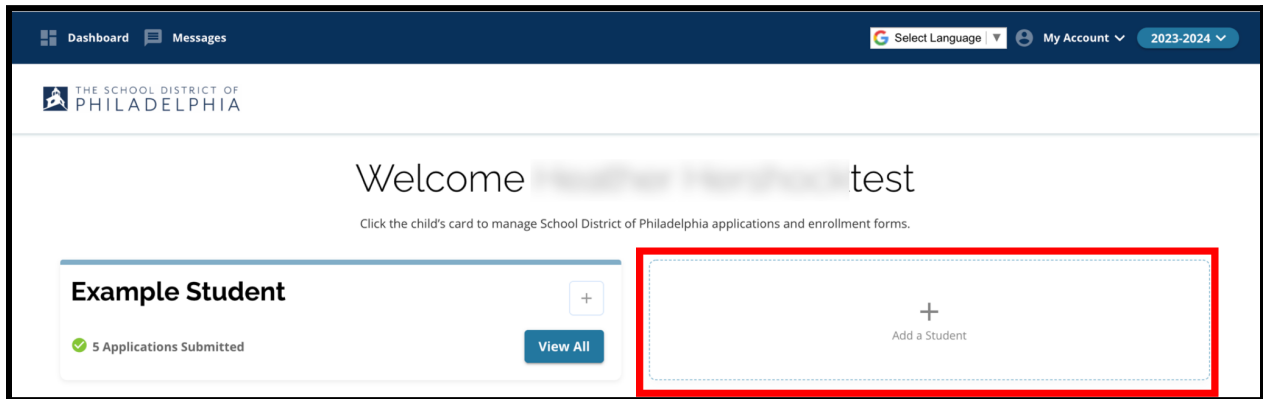 Dashboard Messages Select Language My Account 2023-2024
THE SCHOOL DISTRICT OF
PHILADELPHIA
Welcome test
Click the child's card to manage School District of Philadelphia applications and enrollment forms.
Example Student
+
5 Applications Submitted View All
+
Add a Student